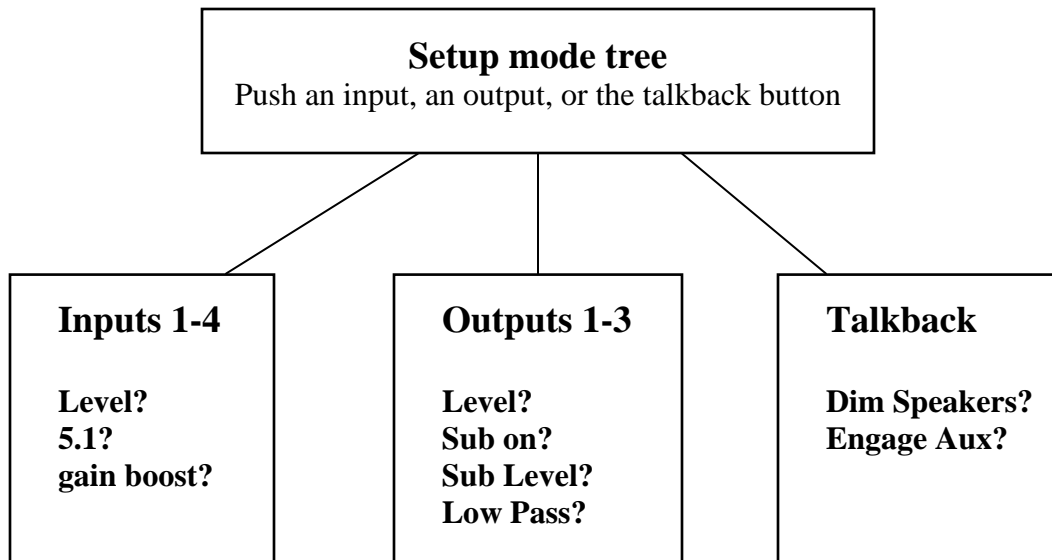 Setup mode tree
Push an input, an output, or the talkback button
Inputs 1-4
Level?
5.1?
gain boost?
Outputs 1-3
Level?
Sub on?
Sub Level?
Low Pass?
Talkback
Dim Speakers?
Engage Aux?